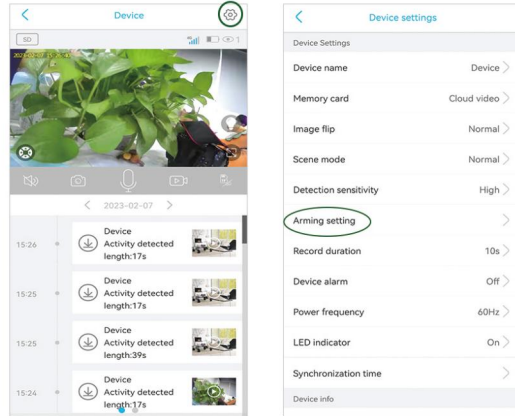 Device
SD
1
2023-02-07
15:26
Device
Activity detected
length:17s
15:25
Device
Activity detected
length:17s
15:25
Device
Activity detected
length:39s
15:24
Device
Activity detected
length:17s
Device settings
Device Settings
Device name Device
Memory card Cloud video
Image flip Normal
Scene mode Normal
Detection sensitivity High
Arming setting
Record duration 10s
Device alarm Off
Power frequency 60Hz
LED indicator On
Synchronization time
Device info